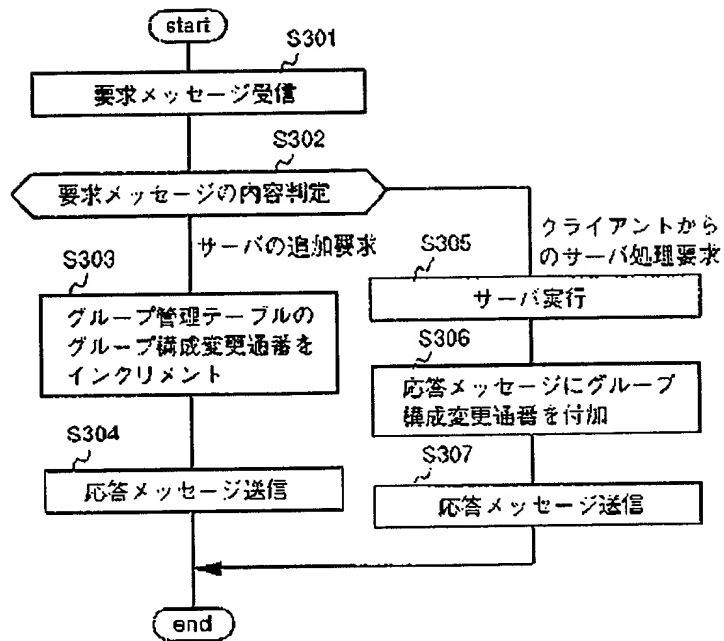 start
S301
要求メッセージ受信
S302
要求メッセージの内容判定
サーバの追加要求
S303
グループ管理テーブルの
グループ構成変更通番を
インクリメント
S304
応答メッセージ送信
クライアントから
のサーバ処理要求
S305
サーバ実行
S306
応答メッセージにグループ
構成変更通番を付加
S307
応答メッセージ送信
end